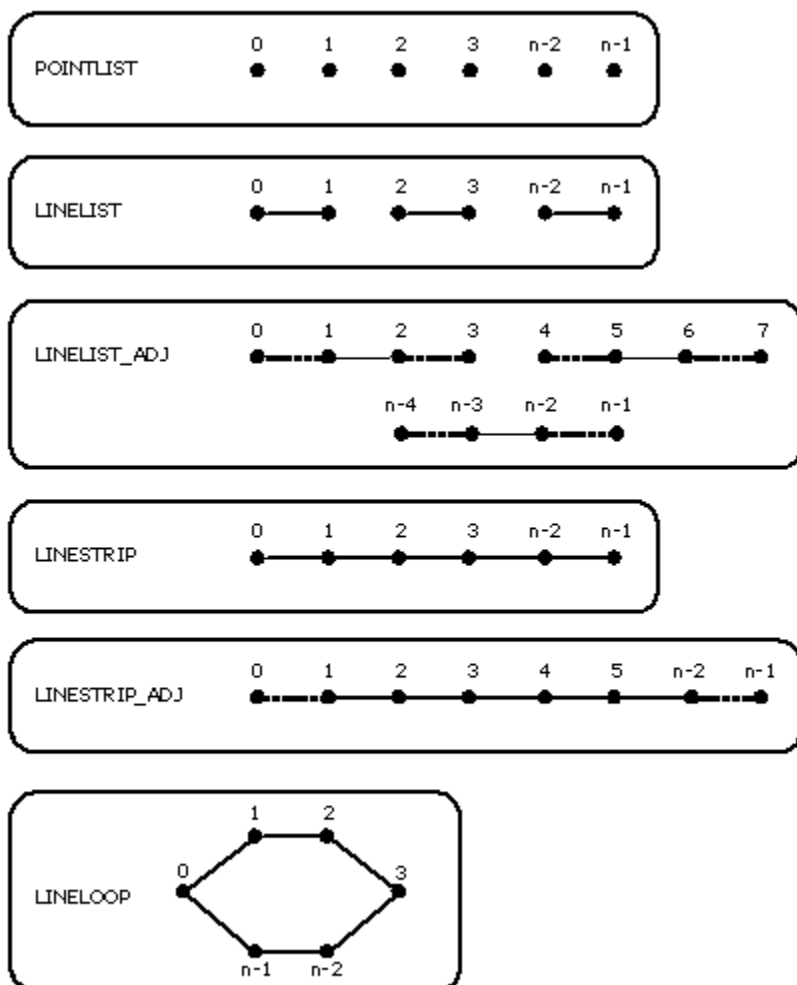 0 1 2 3 n-2 n-1
POINTLIST
0 1 2 3 n-2 n-1
LINELIST
0 1 2 3 4 5 6 7
LINELIST_ADJ
n-4 n-3 n-2 n-1
0 1 2 3 n-2 n-1
LINESTRIP
0 1 2 3 4 5 n-2 n-1
LINESTRIP_ADJ
1 2
0 3
LINELOOP
n-1 n-2